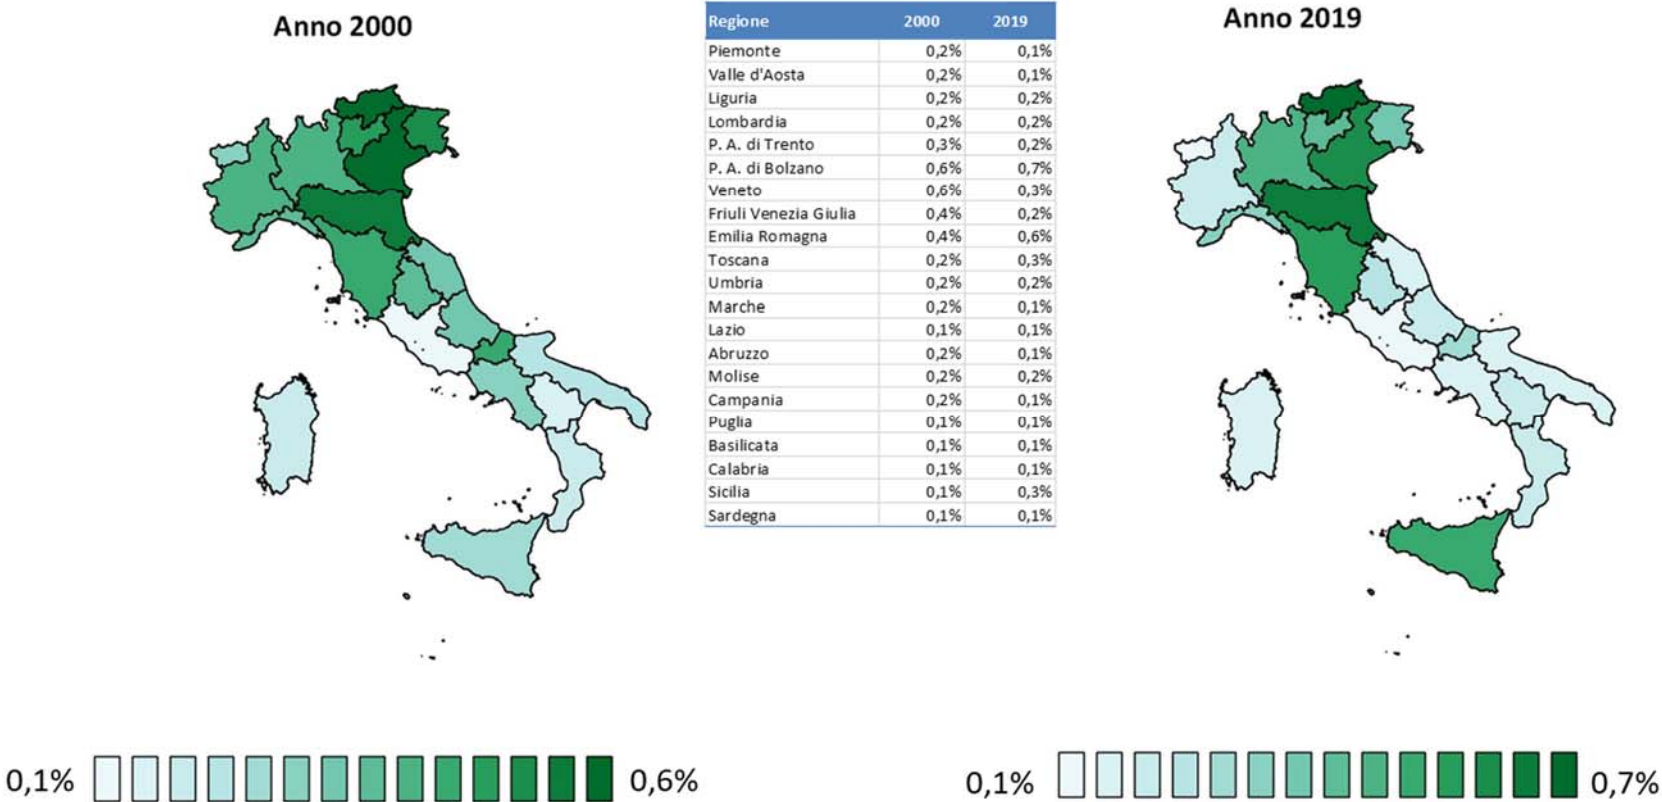 Anno 2000
Regione 2000 2019
Piemonte 0,2% 0,1%
Valle d'Aosta 0,2% 0,1%
Liguria 0,2% 0,2%
Lombardia 0,2% 0,2%
P. A. di Trento 0,3% 0,2%
P. A. di Bolzano 0,6% 0,7%
Veneto 0,6% 0,3%
Friuli Venezia Giulia 0,4% 0,2%
Emilia Romagna 0,4% 0,6%
Toscana 0,2% 0,3%
Umbria 0,2% 0,2%
Marche 0,2% 0,1%
Lazio 0,1% 0,1%
Abruzzo 0,2% 0,1%
Molise 0,2% 0,2%
Campania 0,2% 0,1%
Puglia 0,1% 0,1%
Basilicata 0,1% 0,1%
Calabria 0,1% 0,1%
Sicilia 0,1% 0,3%
Sardegna 0,1% 0,1%
Anno 2019
0,1% 0,6%
0,1% 0,7%